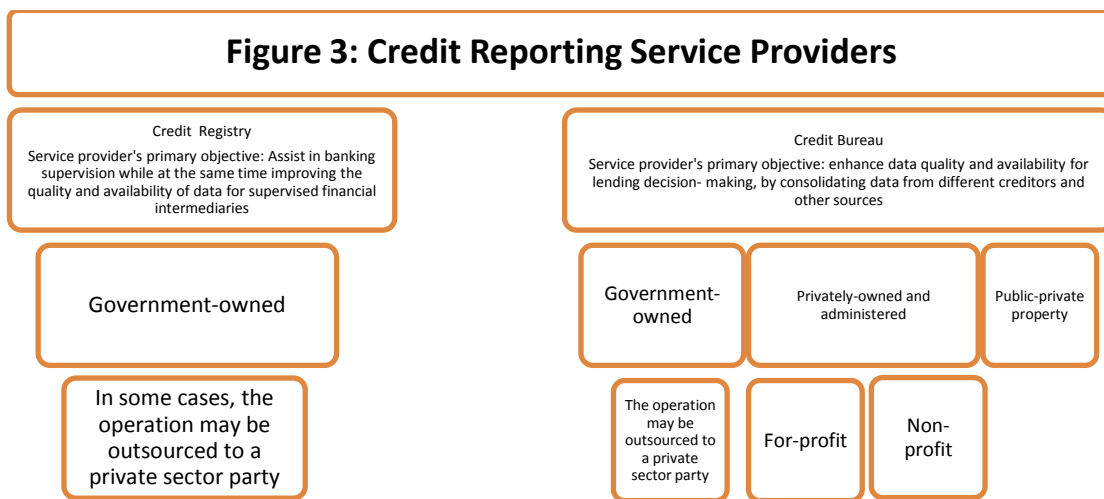 Figure 3: Credit Reporting Service Providers
Credit Registry
Service provider's primary objective: Assist in banking
supervision while at the same time improving the
quality and availability of data for supervised financial
intermediaries
Credit Bureau
Service provider's primary objective: enhance data quality and availability for
lending decision- making, by consolidating data from different creditors and
other sources
Government-owned
Government-
owned
Privately-owned and
administered
Public-private
property
In some cases, the
operation may be
outsourced to a
private sector party
The operation
may be
outsourced to
a private
sector party
For-profit
Non-
profit